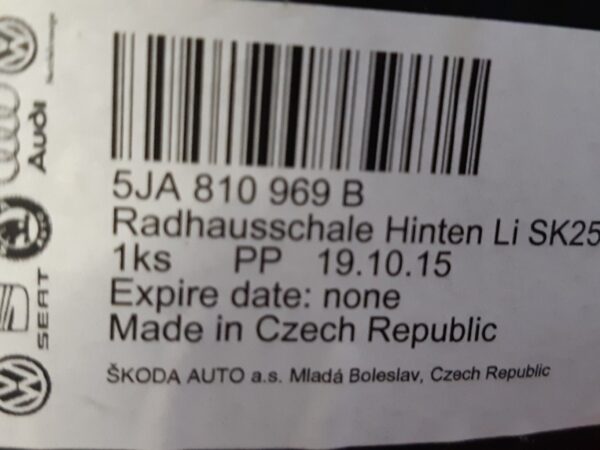 Audi
SEAT
5JA 810 969 B
Radhausschale Hinten Li SK25
1ks PP 19.10.15
Expire date: none
Made in Czech Republic
ŠKODA AUTO a.s. Mladá Boleslav, Czech Republic